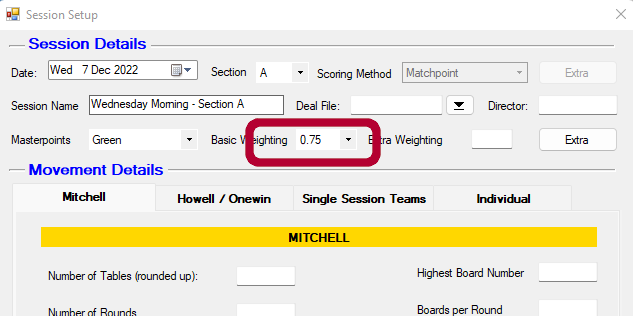 Session Setup
Session Details
Date: Wed 7 Dec 2022 Section A Scoring Method Matchpoint Extra
Session Name Wednesday Morning - Section A Deal File: Director:
Masterpoints Green Basic Weighting 0.75 Extra Weighting Extra
Movement Details
Mitchell Howell / Onewin Single Session Teams Individual
MITCHELL
Number of Tables (rounded up): Highest Board Number
Number of Rounds Boards per Round